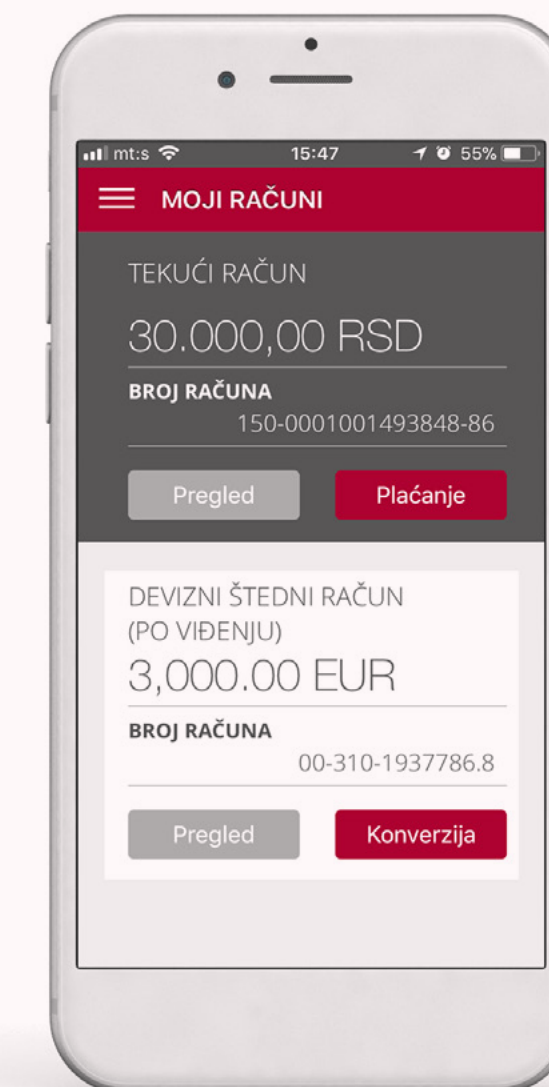 mt:s 15:47 55%
MOJI RAČUNI
TEKUĆI RAČUN
30.000,00 RSD
BROJ RAČUNA
150-0001001493848-86
Pregled Plaćanje
DEVIZNI ŠTEDNI RAČUN
(PO VIĐENJU)
3,000.00 EUR
BROJ RAČUNA
00-310-1937786.8
Pregled Konverzija